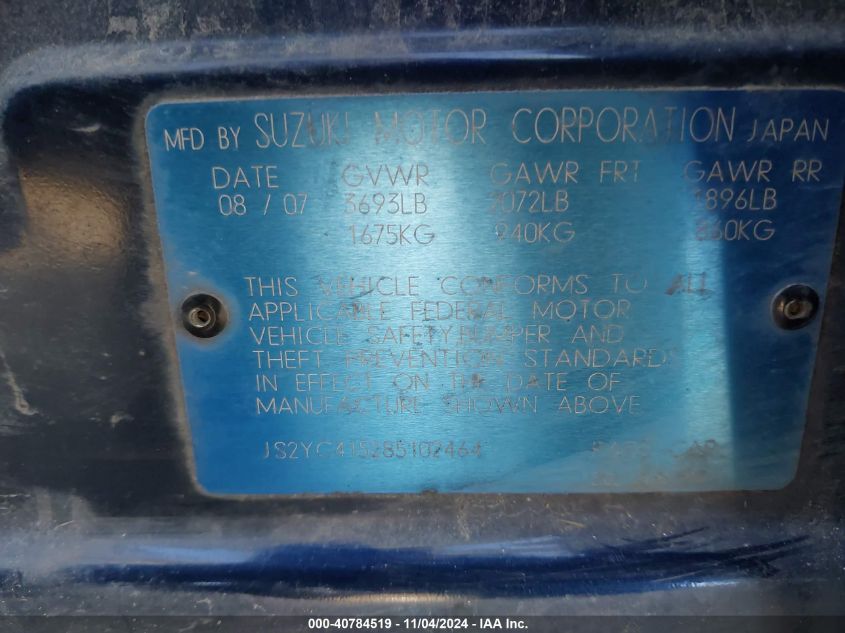 MFD BY SUZUKI MOTOR CORPORATION JAPAN
DATE GVWR GAWR FRT GAWR RR
08 / 07 3693LB 2072LB 1896LB
1675KG 940KG 860KG
THIS VEHICLE CONFORMS TO ALL
APPLICABLE FEDERAL MOTOR
VEHICLE SAFETY,BUMPER AND
THEFT PREVENTION STANDARDS
IN EFFECT ON THE DATE OF
MANUFACTURE SHOWN ABOVE
JS2YC415285102464 PASS CAR
000-40784519 - 11/04/2024 - IAA Inc.